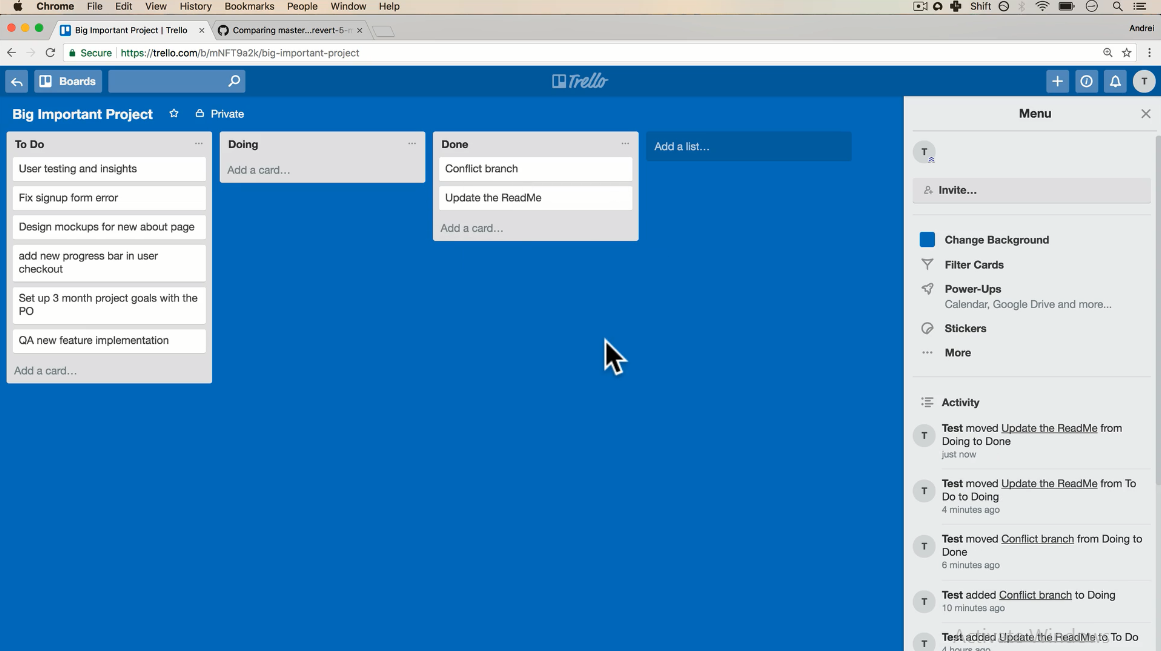 Chrome File Edit View History Bookmarks People Window Help Shift
Big Important Project | Trello Comparing master...revert-5- Andrei
Secure https://trello.com/b/mNFT9a2k/big-important-project
Boards Trello T
Big Important Project Private
To Do
User testing and insights
Fix signup form error
Design mockups for new about page
add new progress bar in user
checkout
Set up 3 month project goals with the
PO
QA new feature implementation
Add a card…
Doing
Add a card…
Done
Conflict branch
Update the ReadMe
Add a card…
Add a list…
Menu
T
Invite…
Change Background
Filter Cards
Power-Ups
Calendar, Google Drive and more...
Stickers
More
Activity
T Test moved Update the ReadMe from
Doing to Done
just now
T Test moved Update the ReadMe from To
Do to Doing
4 minutes ago
T Test moved Conflict branch from Doing to
Done
6 minutes ago
T Test added Conflict branch to Doing
10 minutes ago
T Test added Update the ReadMe to To Do
4 hours ago
Activate Windows